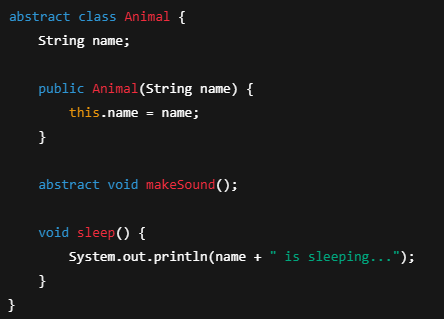 abstract class Animal {
    String name;

    public Animal(String name) {
        this.name = name;
    }

    abstract void makeSound();

    void sleep() {
        System.out.println(name + " is sleeping...");
    }
}